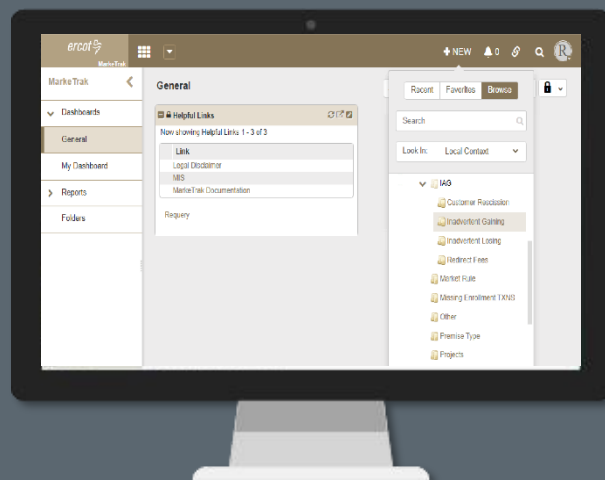 ercot
MarkeTrak
+ NEW
0
R
MarkeTrak
General
Recent
Favorites
Browse
Dashboards
General
My Dashboard
Reports
Folders
Helpful Links
Now showing Helpful Links 1 - 3 of 3
Link
Legal Disclaimer
MIS
MarkeTrak Documentation
Requery
Search
Look In:
Local Context
IAG
Customer Rescission
Inadvertent Gaining
Inadvertent Losing
Redirect Fees
Market Rule
Missing Enrollment TXNS
Other
Premise Type
Projects